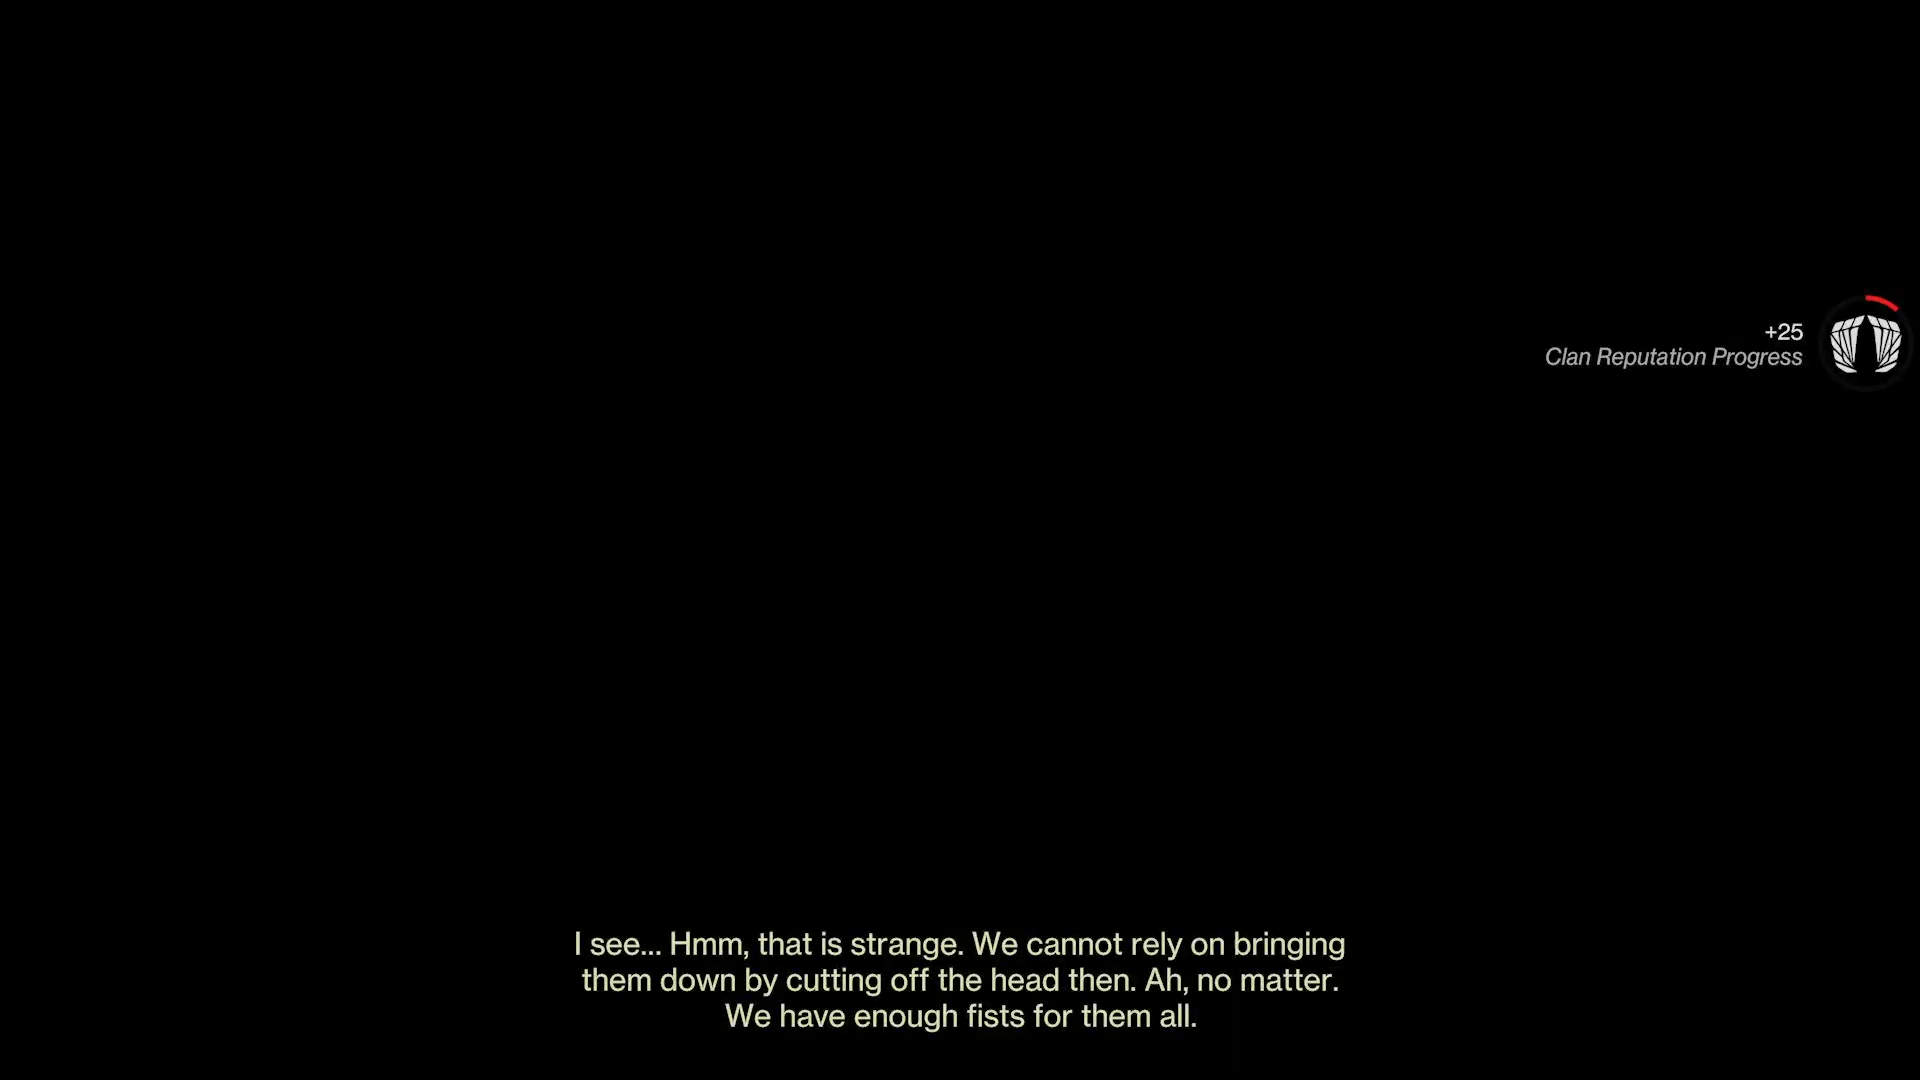 +25
Clan Reputation Progress
I see... Hmm, that is strange. We cannot rely on bringing
them down by cutting off the head then. Ah, no matter.
We have enough fists for them all.